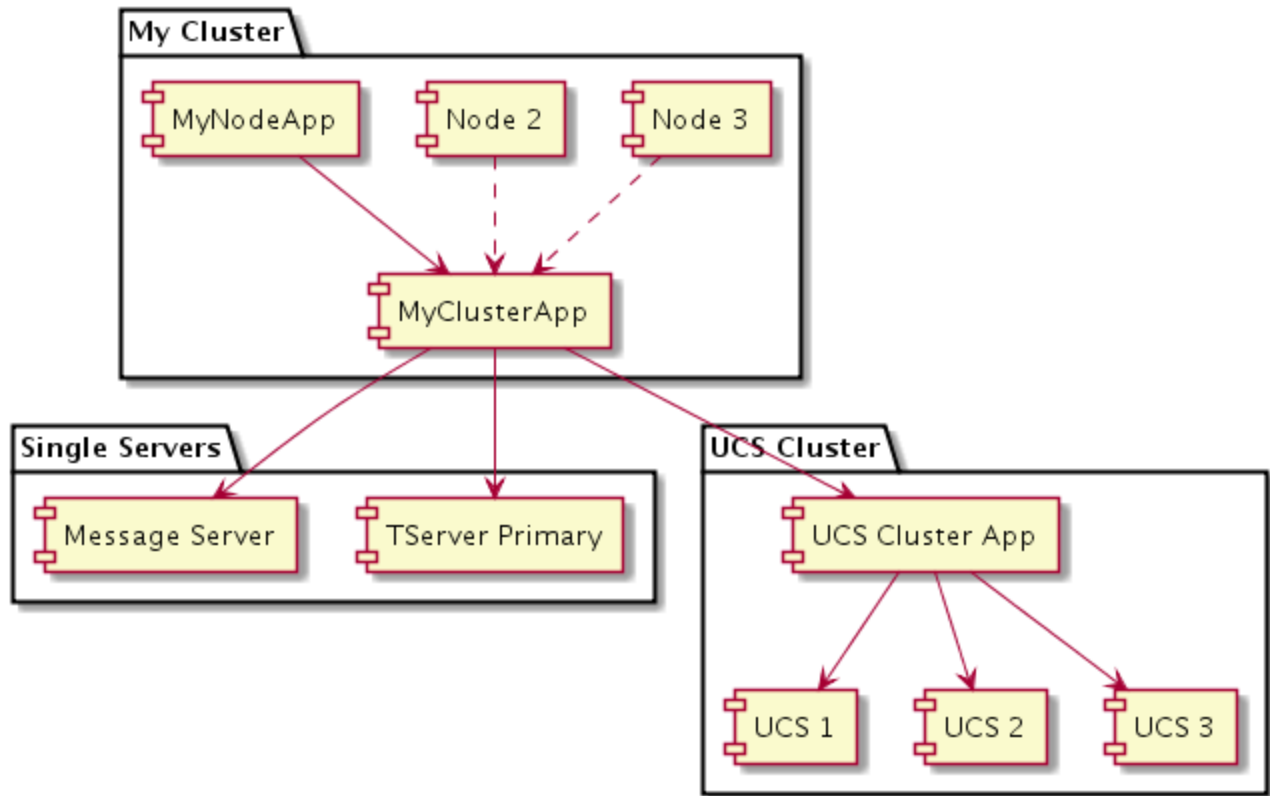 My Cluster
MyNodeApp
Node 2
Node 3
MyClusterApp
Single Servers
UCS Cluster
Message Server
TServer Primary
UCS Cluster App
UCS 1
UCS 2
UCS 3